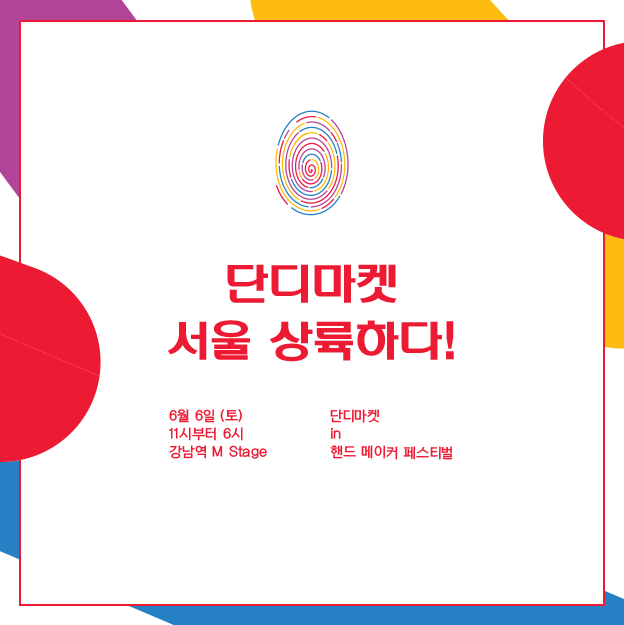 단디마켓
서울 상륙하다!
6월 6일 (토)
11시부터 6시
강남역 M Stage
단디마켓
in
핸드 메이커 페스티벌